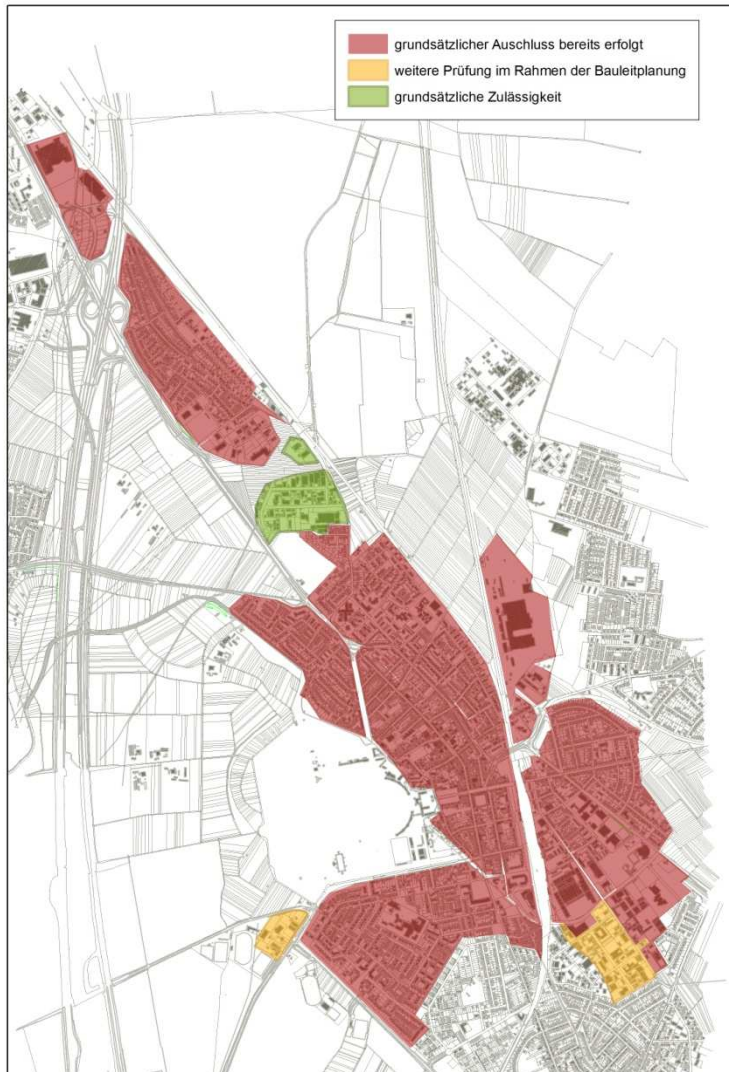 grundsätzlicher Auschluss bereits erfolgt
weitere Prüfung im Rahmen der Bauleitplanung
grundsätzliche Zulässigkeit